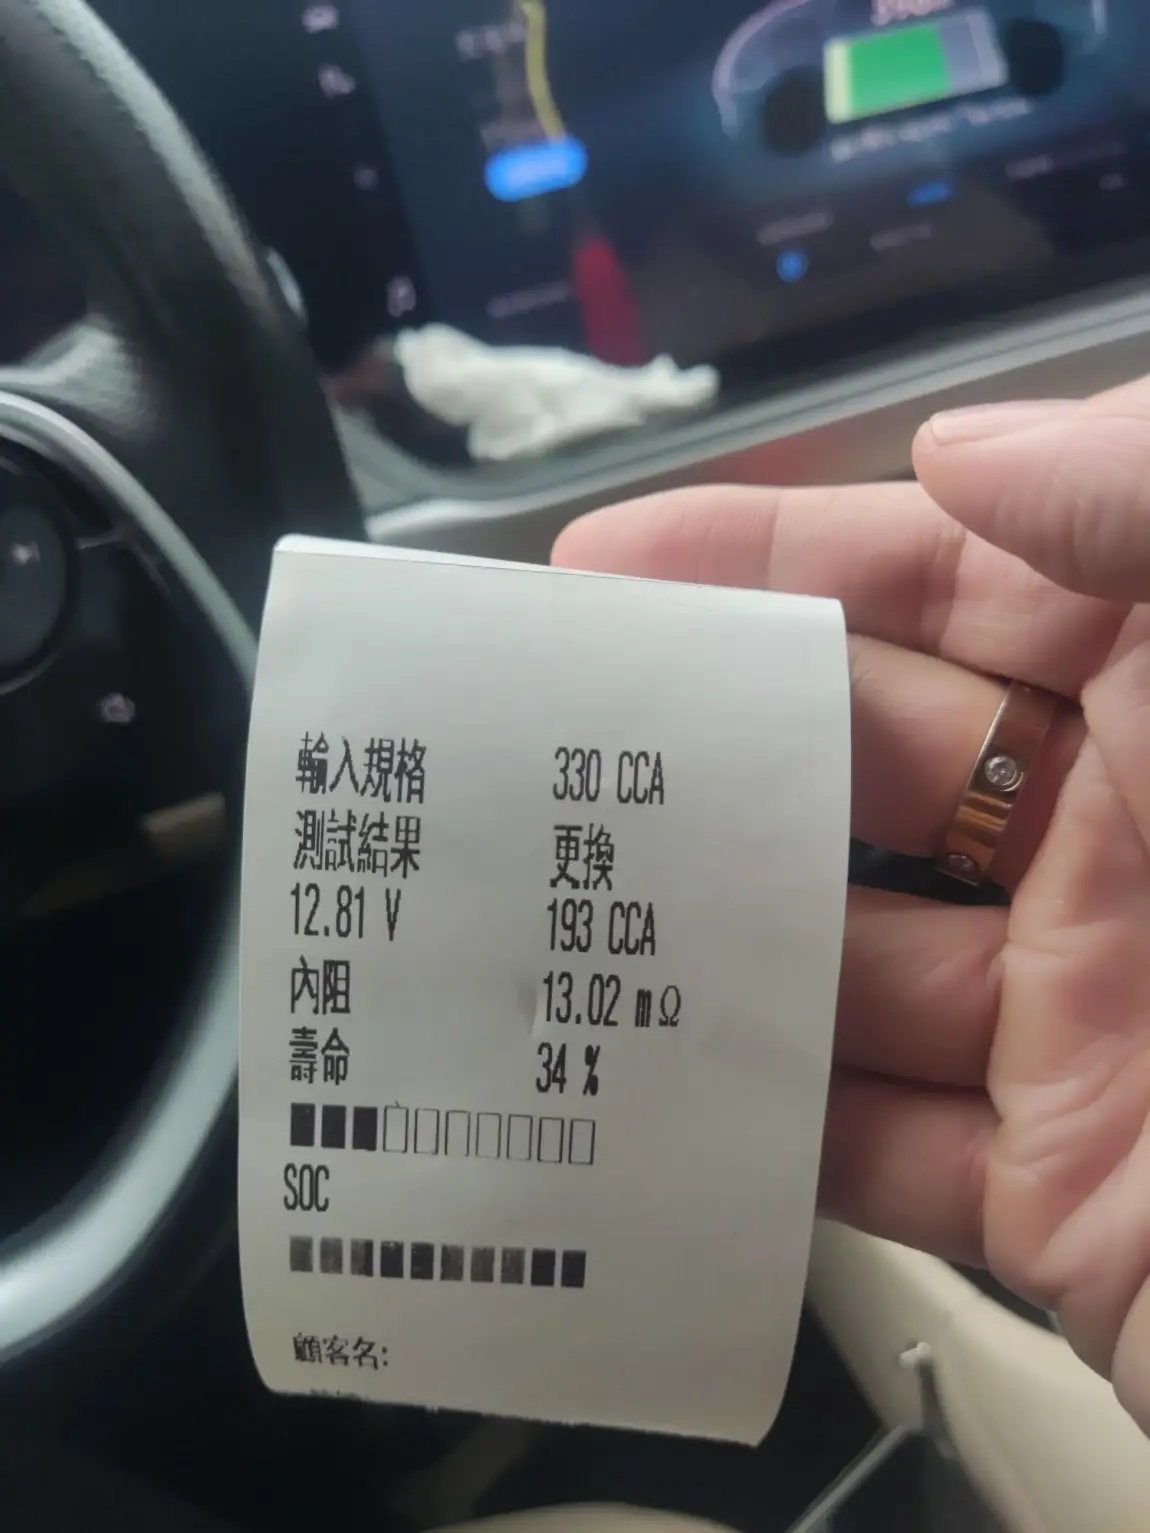 輸入規格 330 CCA
測試結果 更換
12.81 V 193 CCA
內阻 13.02 mΩ
壽命 34 %
SOC
顧客名: